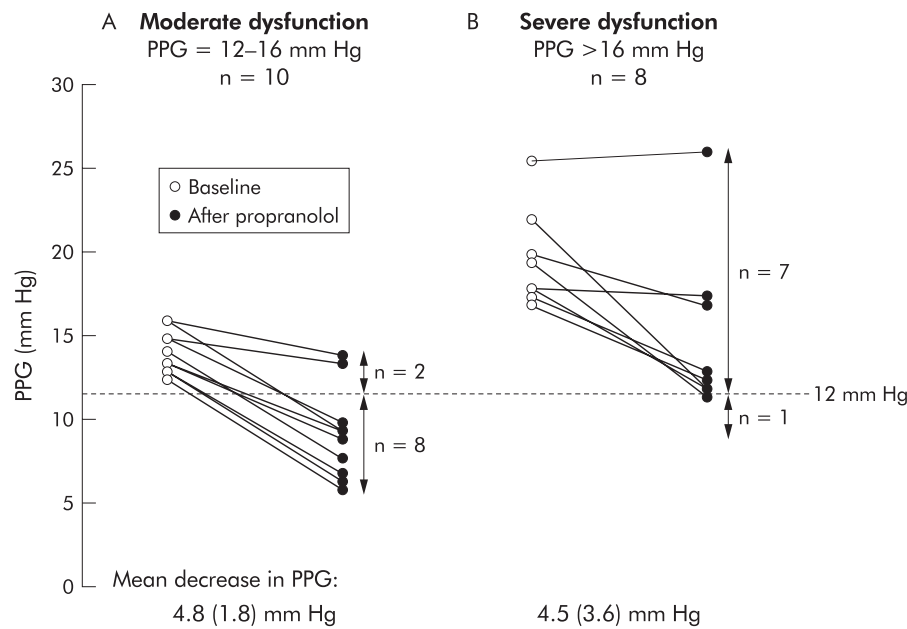 A Moderate dysfunction
PPG = 12–16 mm Hg
n = 10
B Severe dysfunction
PPG >16 mm Hg
n = 8
PPG (mm Hg)
30
25
20
15
10
5
0
Baseline
After propranolol
n = 2
n = 8
n = 7
12 mm Hg
n = 1
Mean decrease in PPG:
4.8 (1.8) mm Hg
4.5 (3.6) mm Hg